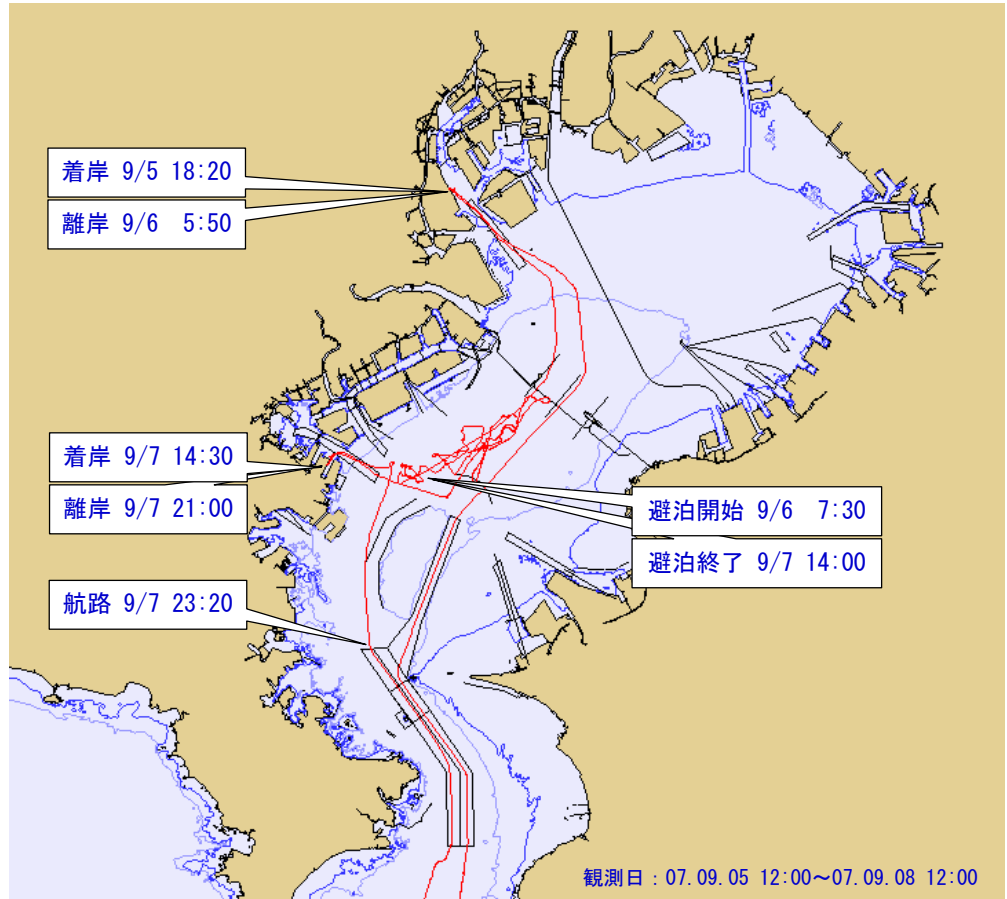 着岸 9/5 18:20
離岸 9/6 5:50
着岸 9/7 14:30
離岸 9/7 21:00
避泊開始 9/6 7:30
避泊終了 9/7 14:00
航路 9/7 23:20
観測日：07.09.05 12:00～07.09.08 12:00